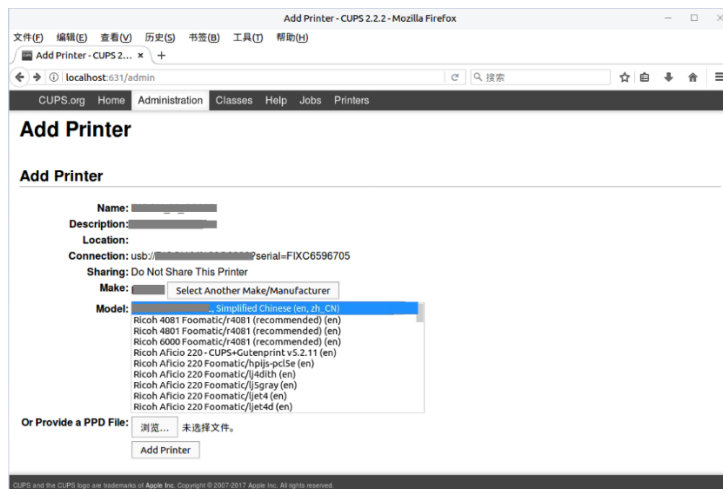 Add Printer - CUPS 2.2.2 - Mozilla Firefox
文件(F) 编辑(E) 查看(V) 历史(S) 书签(B) 工具(T) 帮助(H)
Add Printer - CUPS 2... × +
localhost:631/admin 搜索
CUPS.org Home Administration Classes Help Jobs Printers
Add Printer
Add Printer
Name:
Description:
Location:
Connection: usb:// ?serial=FIXC6596705
Sharing: Do Not Share This Printer
Make: Select Another Make/Manufacturer
Model: , Simplified Chinese (en, zh_CN)
Ricoh 4081 Foomatic/r4081 (recommended) (en)
Ricoh 4801 Foomatic/r4081 (recommended) (en)
Ricoh 6000 Foomatic/r4081 (recommended) (en)
Ricoh Aficio 220 - CUPS+Gutenprint v5.2.11 (en)
Ricoh Aficio 220 Foomatic/hpijs-pcl5e (en)
Ricoh Aficio 220 Foomatic/lj4dith (en)
Ricoh Aficio 220 Foomatic/lj5gray (en)
Ricoh Aficio 220 Foomatic/ljet4 (en)
Ricoh Aficio 220 Foomatic/ljet4d (en)
Or Provide a PPD File: 浏览... 未选择文件。
Add Printer
CUPS and the CUPS logo are trademarks of Apple Inc. Copyright © 2007-2017 Apple Inc. All rights reserved.